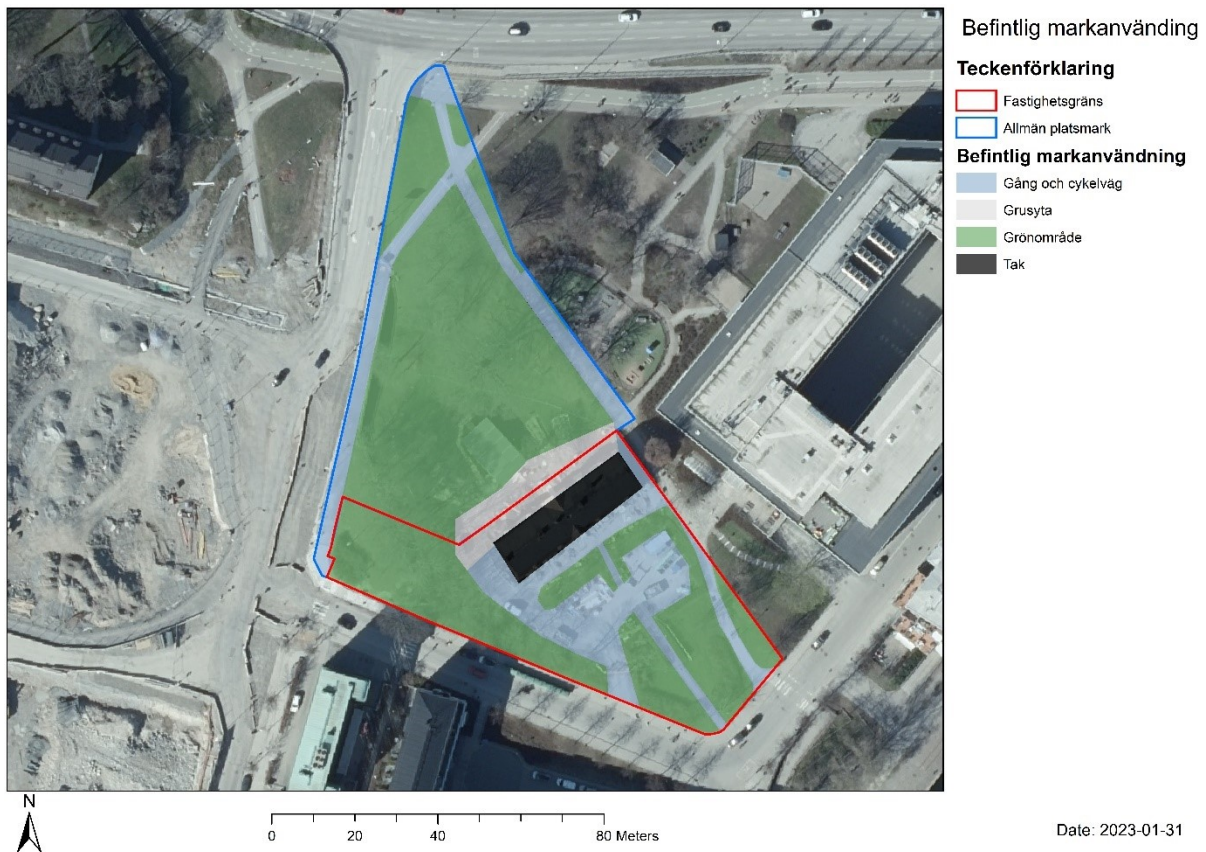 Befintlig markanvänding
Teckenförklaring
Fastighetsgräns
Allmän platsmark
Befintlig markanvändning
Gång och cykelväg
Grusyta
Grönområde
Tak
N
0 20 40 80 Meters
Date: 2023-01-31